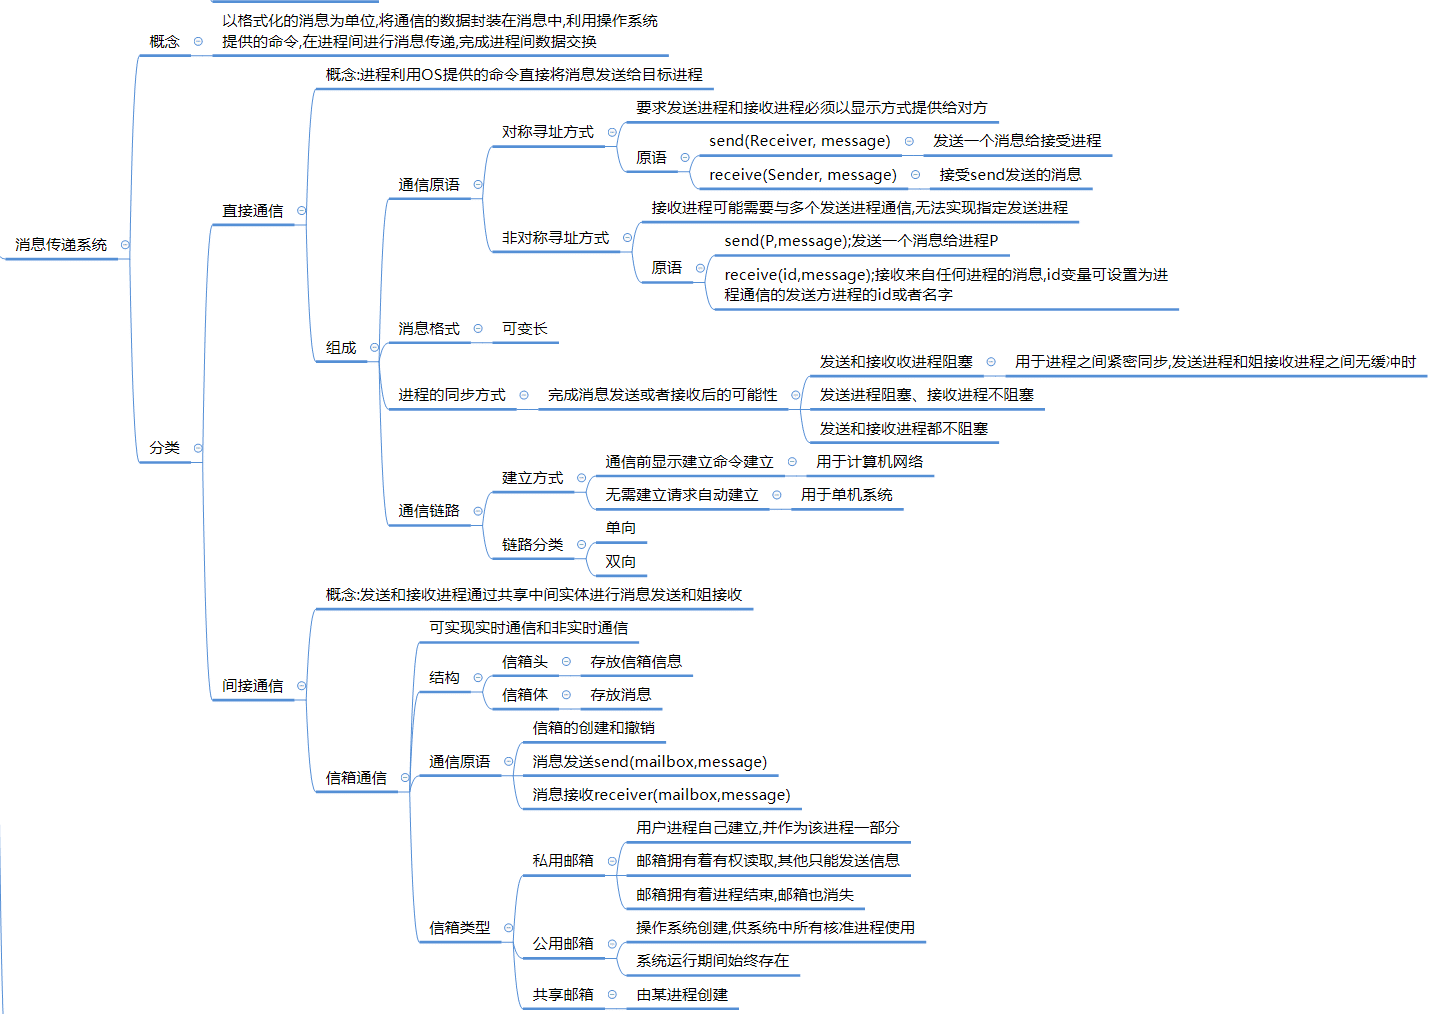 消息传递系统
概念
以格式化的消息为单位,将通信的数据封装在消息中,利用操作系统
提供的命令,在进程间进行消息传递,完成进程间数据交换
分类
直接通信
概念:进程利用OS提供的命令直接将消息发送给目标进程
组成
通信原语
对称寻址方式
要求发送进程和接收进程必须以显示方式提供给对方
原语
send(Receiver, message)
发送一个消息给接受进程
receive(Sender, message)
接受send发送的消息
非对称寻址方式
接收进程可能需要与多个发送进程通信,无法实现指定发送进程
原语
send(P,message);发送一个消息给进程P
receive(id,message);接收来自任何进程的消息,id变量可设置为进
程通信的发送方进程的id或者名字
消息格式
可变长
进程的同步方式
完成消息发送或者接收后的可能性
发送和接收收进程阻塞
用于进程之间紧密同步,发送进程和姐接收进程之间无缓冲时
发送进程阻塞、接收进程不阻塞
发送和接收进程都不阻塞
通信链路
建立方式
通信前显示建立命令建立
用于计算机网络
无需建立请求自动建立
用于单机系统
链路分类
单向
双向
间接通信
概念:发送和接收进程通过共享中间实体进行消息发送和姐接收
信箱通信
可实现实时通信和非实时通信
结构
信箱头
存放信箱信息
信箱体
存放消息
通信原语
信箱的创建和撤销
消息发送send(mailbox,message)
消息接收receiver(mailbox,message)
信箱类型
私用邮箱
用户进程自己建立,并作为该进程一部分
邮箱拥有着有权读取,其他只能发送信息
邮箱拥有着进程结束,邮箱也消失
公用邮箱
操作系统创建,供系统中所有核准进程使用
系统运行期间始终存在
共享邮箱
由某进程创建